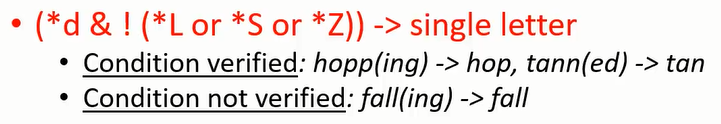 • (*d & ! (*L or *S or *Z)) -> single letter
• Condition verified: hopp(ing) -> hop, tann(ed) -> tan
• Condition not verified: fall(ing) -> fall